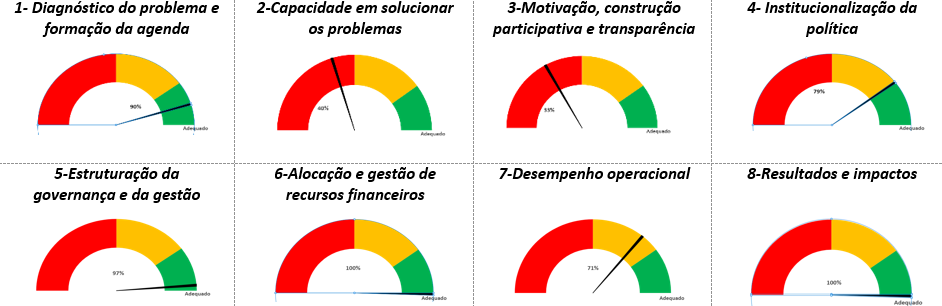 1- Diagnóstico do problema e
formação da agenda
90%
Adequado
2-Capacidade em solucionar
os problemas
40%
3-Motivação, construção
participativa e transparência
33%
Adequado
4- Institucionalização da
política
79%
Adequado
5-Estruturação da
governança e da gestão
97%
Adequado
6-Alocação e gestão de
recursos financeiros
100%
Adequado
7-Desempenho operacional
71%
Adequado
8-Resultados e impactos
100%
Adequado